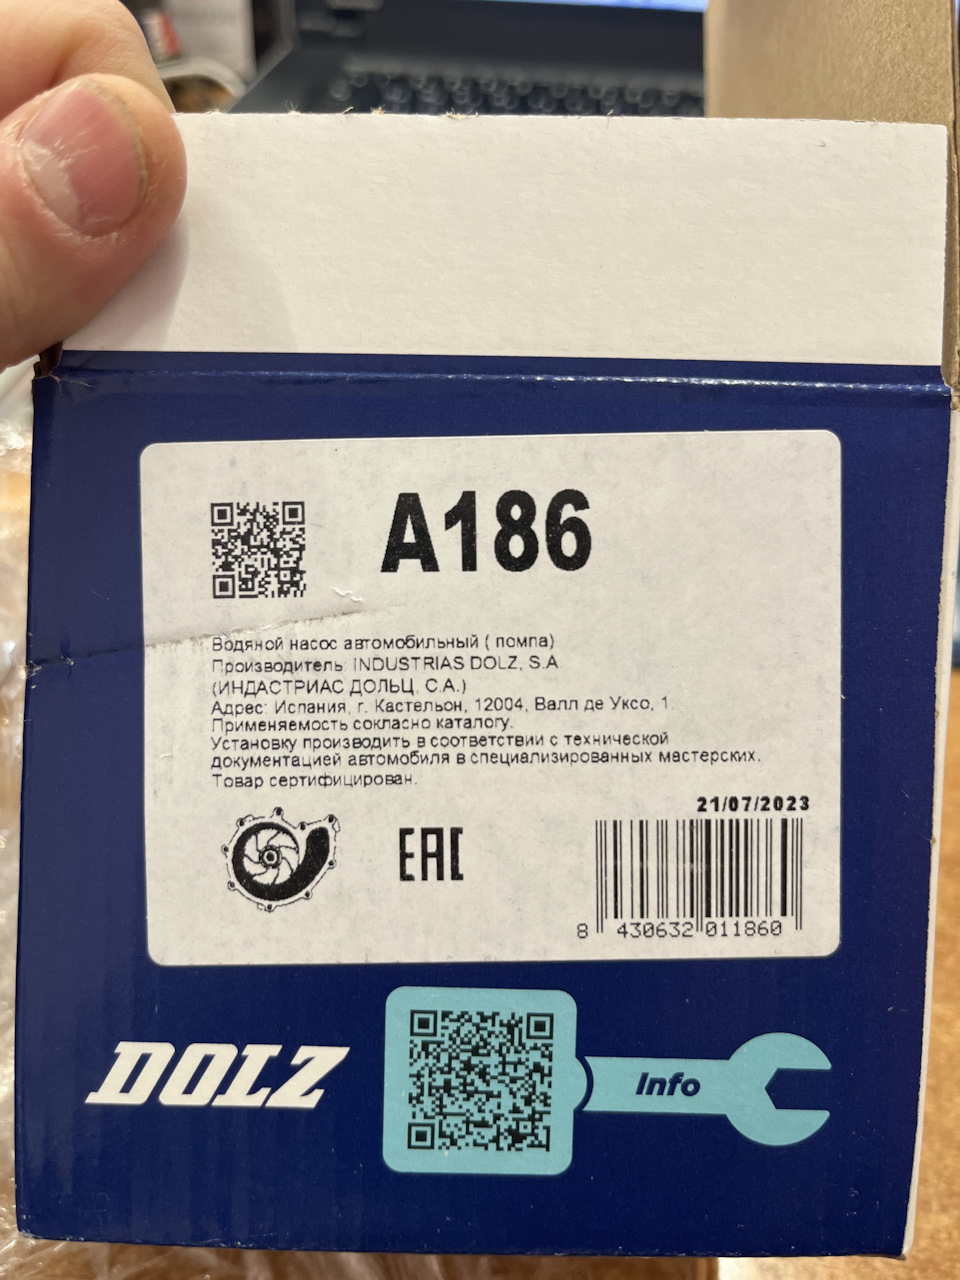 A186
Водяной насос автомобильный ( помпа)
Производитель: INDUSTRIAS DOLZ, S.A.
(ИНДАСТРИАС ДОЛЬЦ, С.А.)
Адрес: Испания, г. Кастельон, 12004, Валл де Уксо, 1.
Применяемость согласно каталогу.
Установку производить в соответствии с технической
документацией автомобиля в специализированных мастерских.
Товар сертифицирован.
21/07/2023
EAC
8 430632 011860
DOLZ
Info